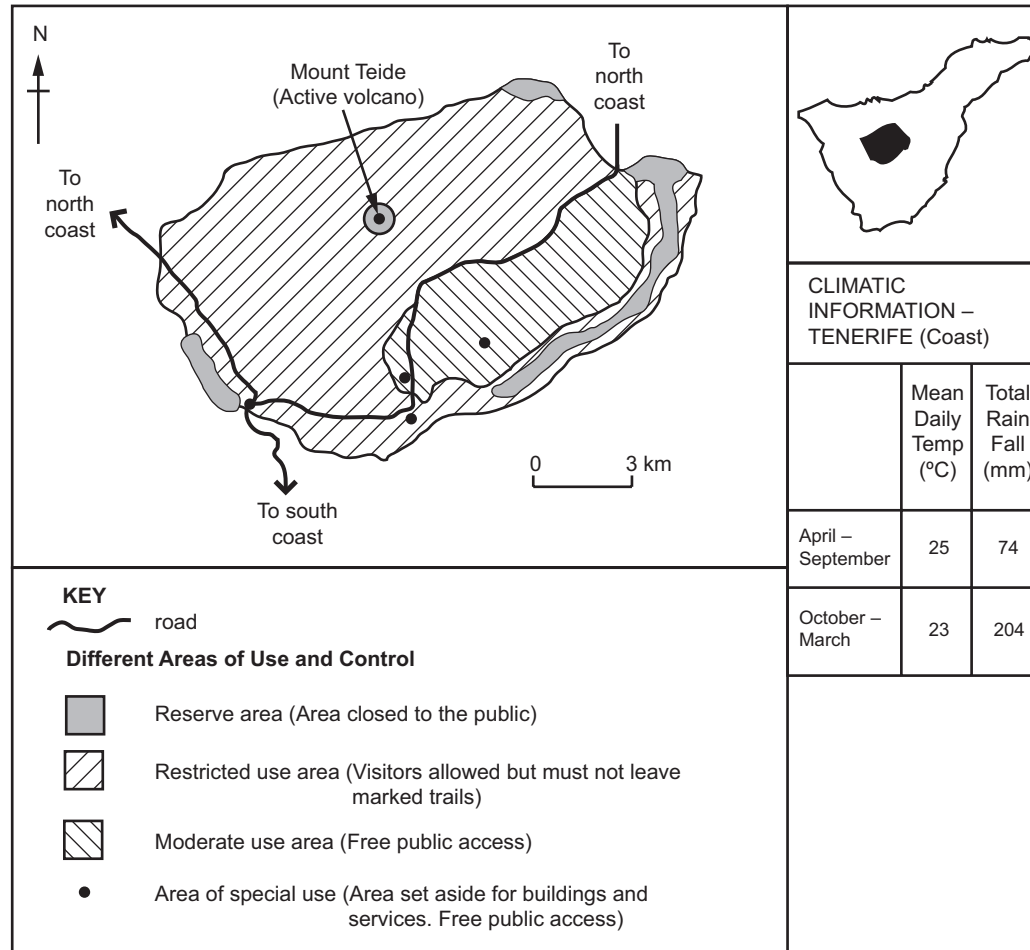 N
Mount Teide
(Active volcano)
To
north
coast
To
north
coast
To south
coast
0 3 km
CLIMATIC
INFORMATION –
TENERIFE (Coast)
Mean
Daily
Temp
(ºC)
Total
Rain
Fall
(mm)
April –
September
25
74
October –
March
23
204
KEY
road
Different Areas of Use and Control
Reserve area (Area closed to the public)
Restricted use area (Visitors allowed but must not leave
marked trails)
Moderate use area (Free public access)
Area of special use (Area set aside for buildings and
services. Free public access)